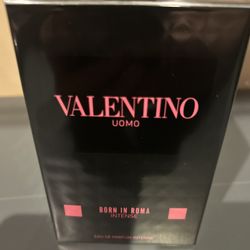 VALENTINO
UOMO
BORN IN ROMA
INTENSE
EAU DE PARFUM INTENSE